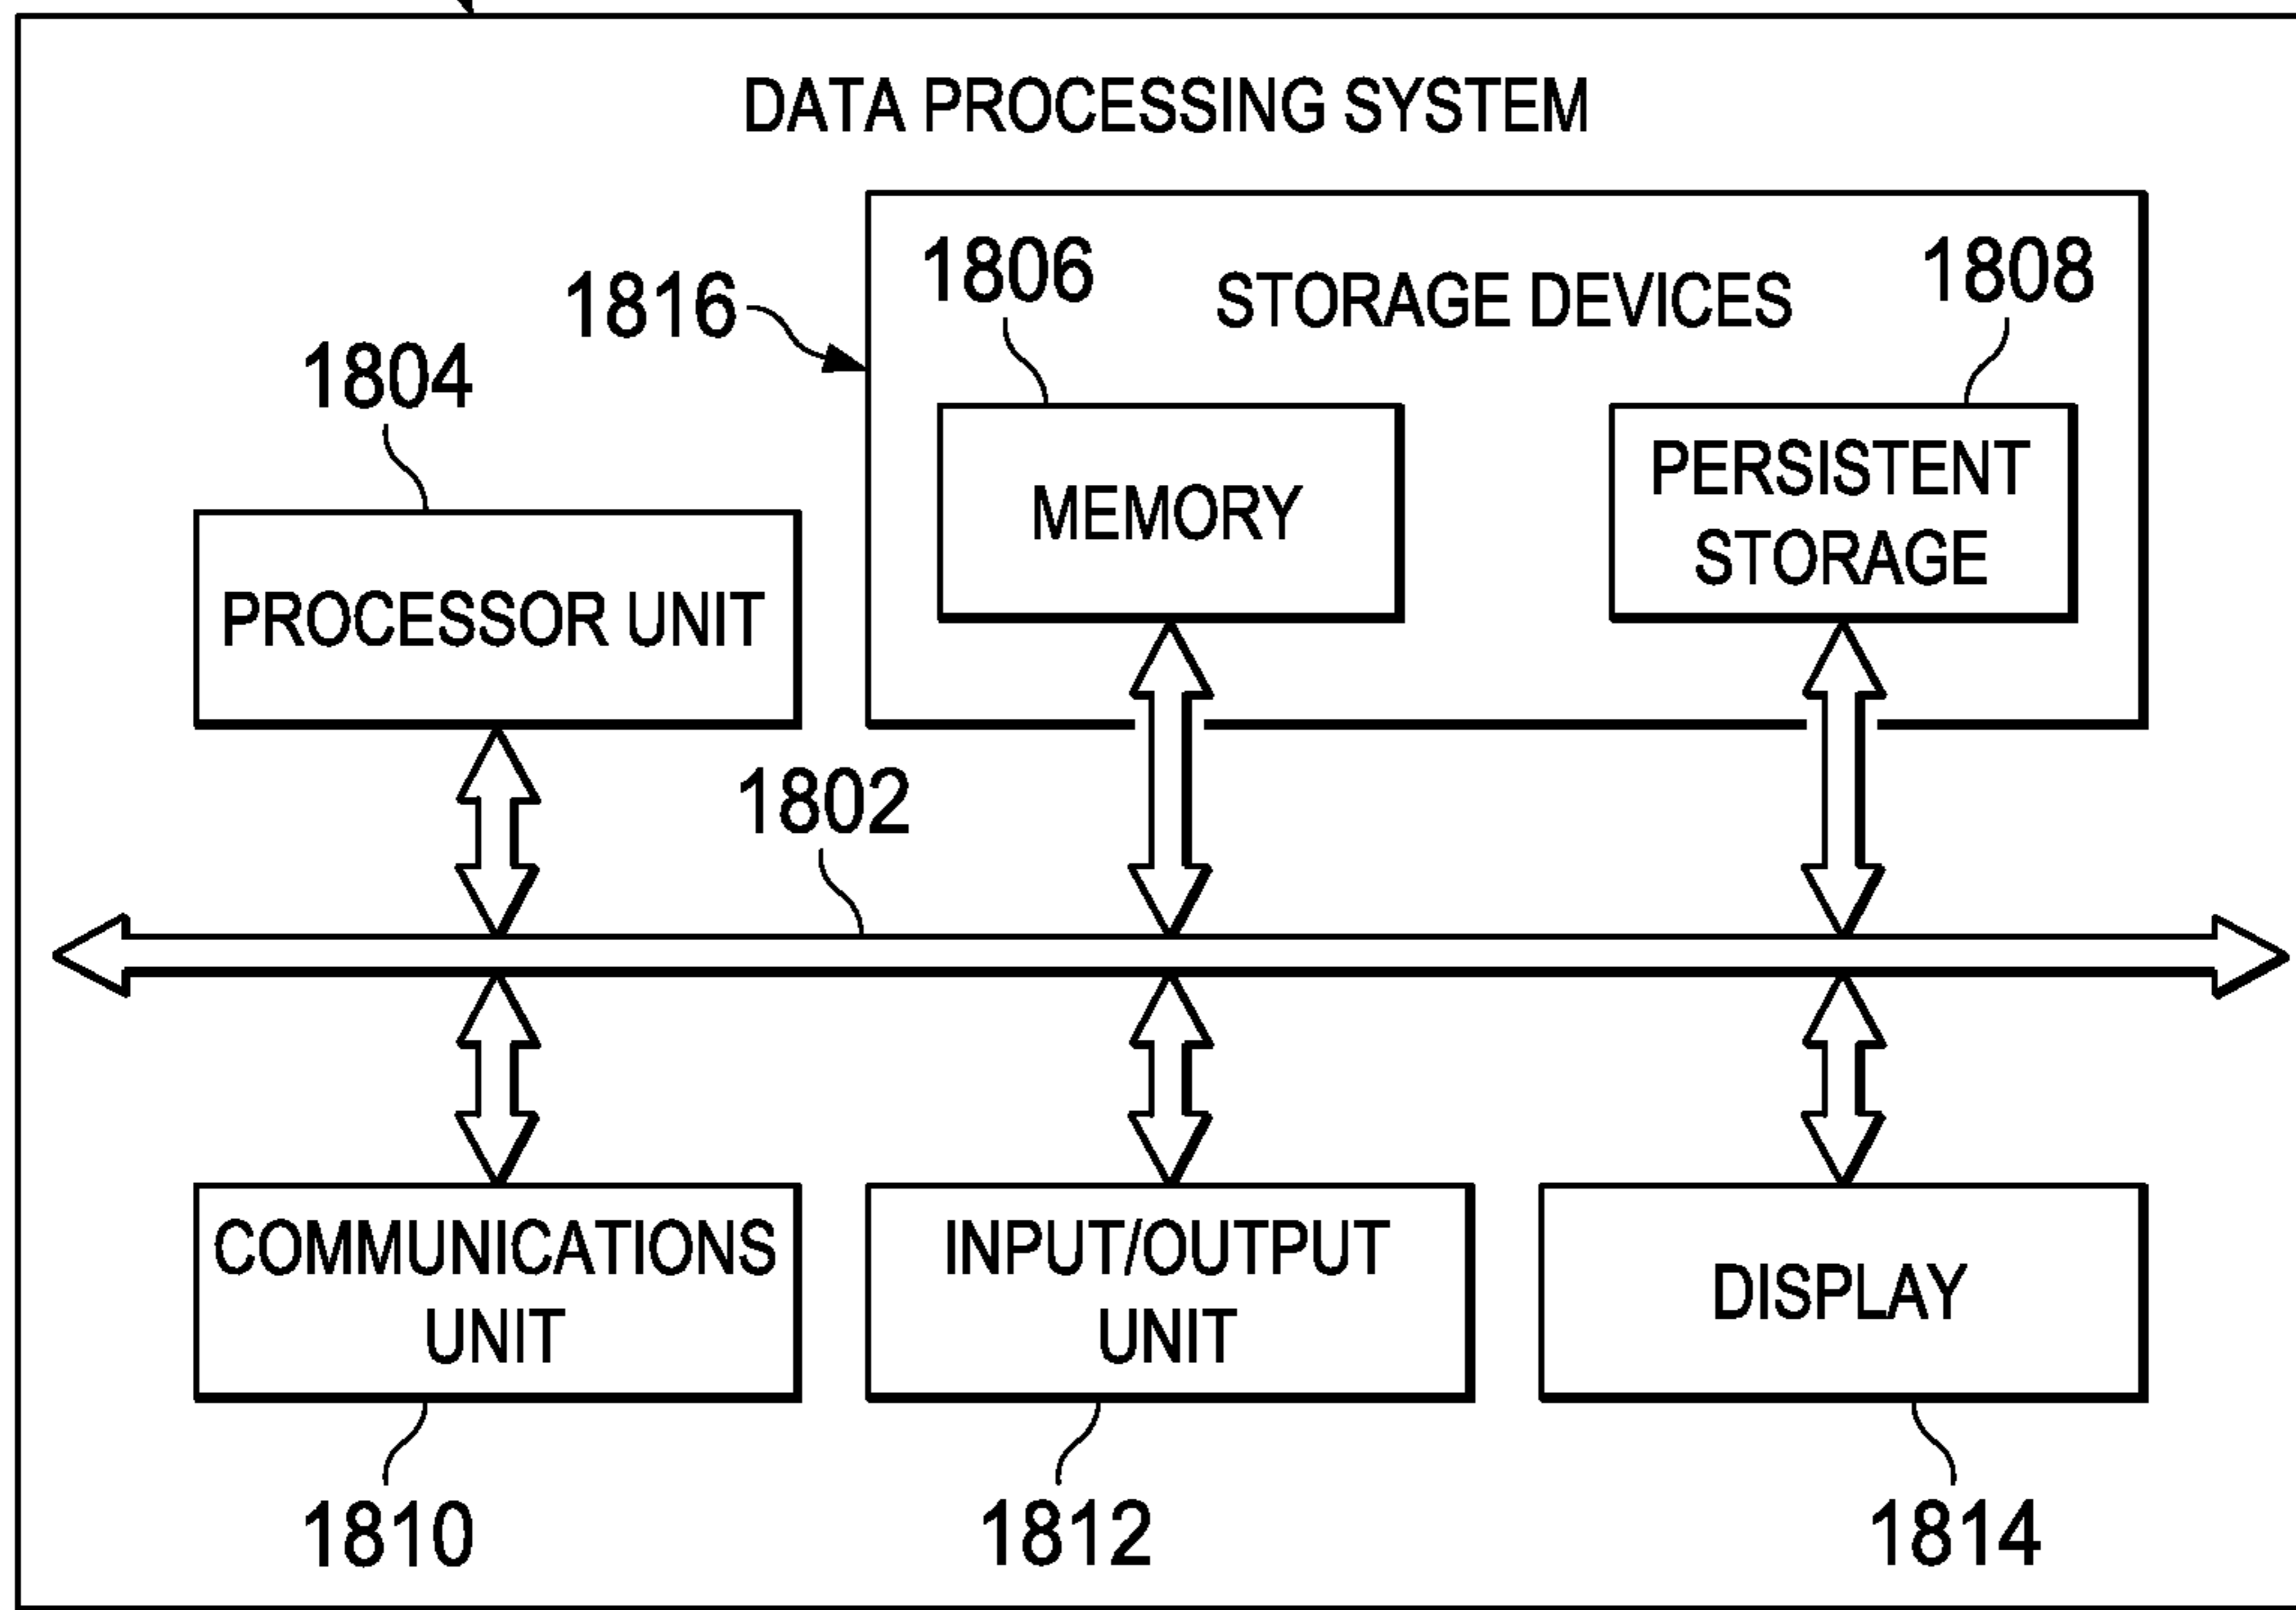 DATA PROCESSING SYSTEM
1806
1808
1816
STORAGE DEVICES
1804
MEMORY
PERSISTENT
STORAGE
PROCESSOR UNIT
1802
COMMUNICATIONS
UNIT
INPUT/OUTPUT
UNIT
DISPLAY
1810
1812
1814